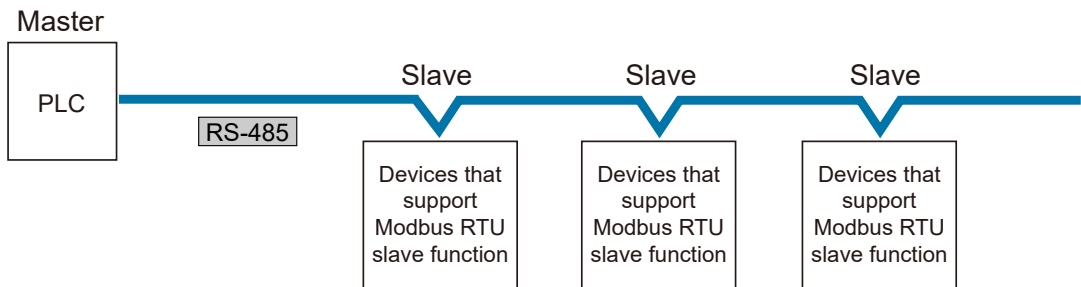 Master
PLC
RS-485
Slave
Devices that
support
Modbus RTU
slave function
Slave
Devices that
support
Modbus RTU
slave function
Slave
Devices that
support
Modbus RTU
slave function